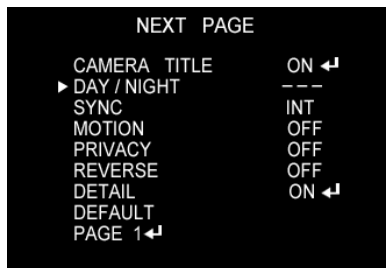 NEXT PAGE
CAMERA TITLE ON ↵
▶ DAY / NIGHT ---
SYNC INT
MOTION OFF
PRIVACY OFF
REVERSE OFF
DETAIL ON ↵
DEFAULT
PAGE 1↵